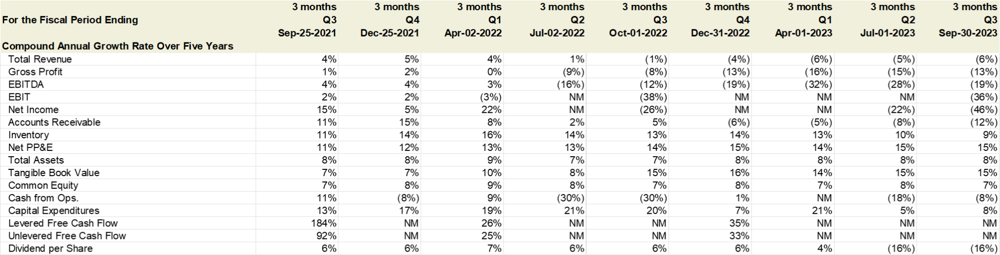 3 months 3 months 3 months 3 months 3 months 3 months 3 months 3 months 3 months
For the Fiscal Period Ending Q3 Q4 Q1 Q2 Q3 Q4 Q1 Q2 Q3
Sep-25-2021 Dec-25-2021 Apr-02-2022 Jul-02-2022 Oct-01-2022 Dec-31-2022 Apr-01-2023 Jul-01-2023 Sep-30-2023
Compound Annual Growth Rate Over Five Years
Total Revenue 4% 5% 4% 1% (1%) (4%) (6%) (5%) (6%)
Gross Profit 1% 2% 0% (9%) (8%) (13%) (16%) (15%) (13%)
EBITDA 4% 4% 3% (16%) (12%) (19%) (32%) (28%) (19%)
EBIT 2% 2% (3%) NM (38%) NM NM NM (36%)
Net Income 15% 5% 22% NM (26%) NM NM (22%) (46%)
Accounts Receivable 11% 15% 8% 2% 5% (6%) (5%) (8%) (12%)
Inventory 11% 14% 16% 14% 13% 14% 13% 10% 9%
Net PP&E 11% 12% 13% 13% 14% 15% 14% 15% 15%
Total Assets 8% 8% 9% 7% 7% 8% 8% 8% 8%
Tangible Book Value 7% 7% 10% 8% 15% 16% 14% 15% 15%
Common Equity 7% 8% 9% 8% 7% 8% 7% 8% 7%
Cash from Ops. 11% (8%) 9% (30%) (30%) 1% NM (18%) (8%)
Capital Expenditures 13% 17% 19% 21% 20% 7% 21% 5% 8%
Levered Free Cash Flow 184% NM 26% NM NM 35% NM NM NM
Unlevered Free Cash Flow 92% NM 25% NM NM 33% NM NM NM
Dividend per Share 6% 6% 7% 6% 6% 6% 4% (16%) (16%)